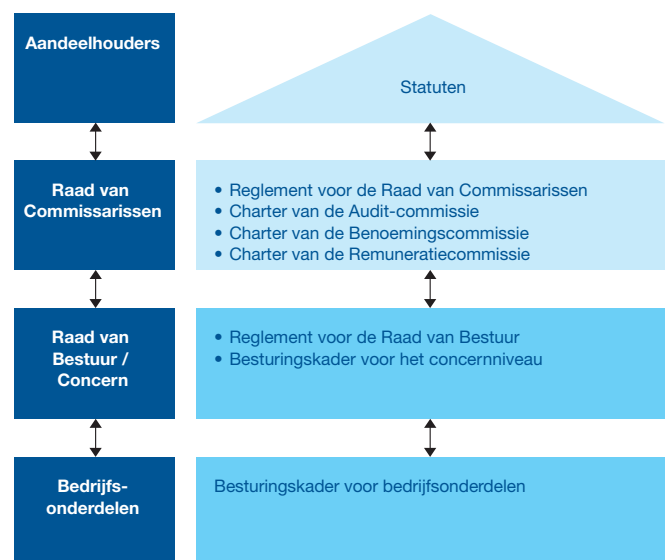 Aandeelhouders
Statuten
Raad van
Commissarissen
• Reglement voor de Raad van Commissarissen
• Charter van de Audit-commissie
• Charter van de Benoemingscommissie
• Charter van de Remuneratiecommissie
Raad van
Bestuur /
Concern
• Reglement voor de Raad van Bestuur
• Besturingskader voor het concernniveau
Bedrijfs-
onderdelen
Besturingskader voor bedrijfsonderdelen